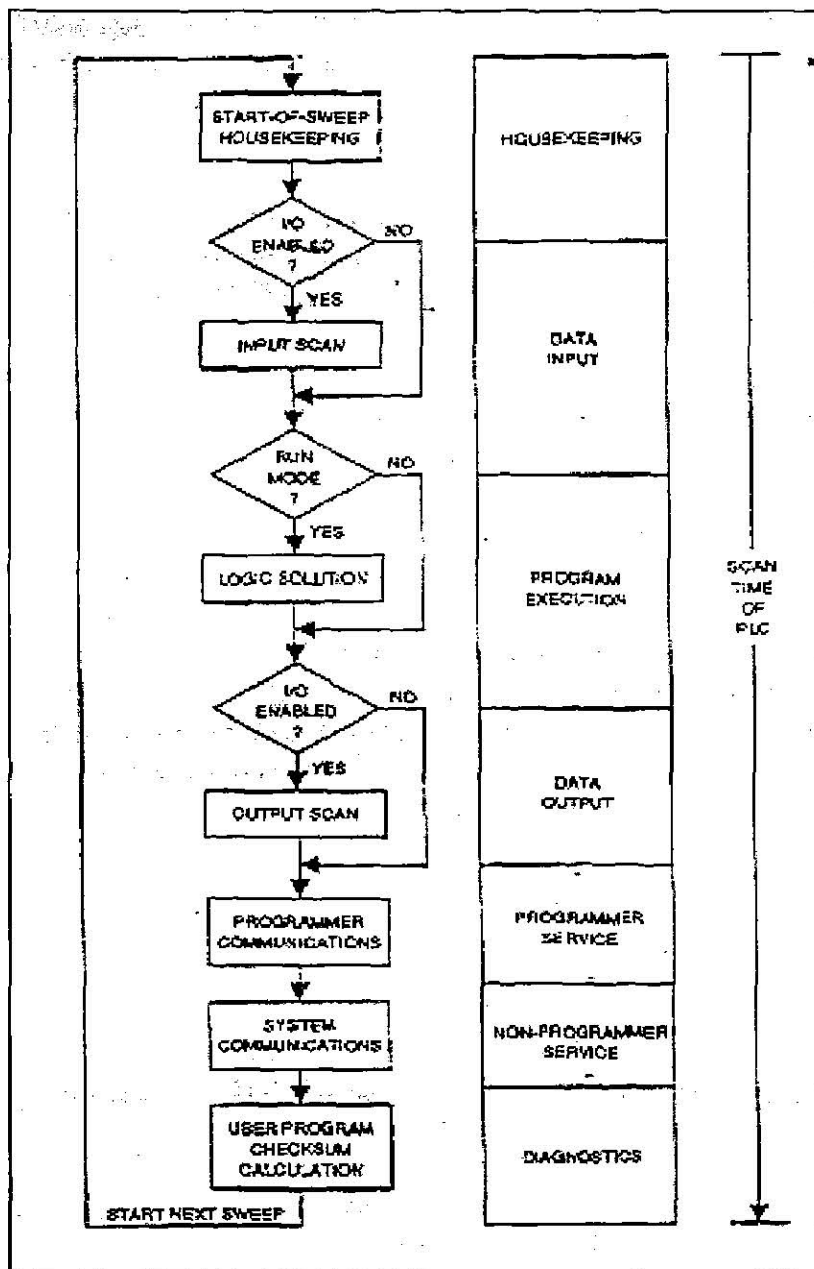 START-OF-SWEEP
HOUSEKEEPING
I/O
ENABLED
?
NO
YES
INPUT SCAN
RUN
MODE
?
NO
YES
LOGIC SOLUTION
I/O
ENABLED
?
NO
YES
OUTPUT SCAN
PROGRAMMER
COMMUNICATIONS
SYSTEM
COMMUNICATIONS
USER PROGRAM
CHECKSUM
CALCULATION
START NEXT SWEEP
HOUSEKEEPING
DATA
INPUT
PROGRAM
EXECUTION
DATA
OUTPUT
PROGRAMMER
SERVICE
NON-PROGRAMMER
SERVICE
DIAGNOSTICS
SCAN
TIME
OF
PLC